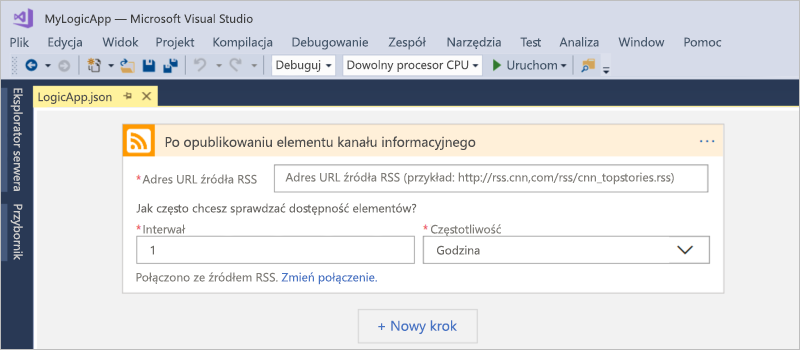 MyLogicApp — Microsoft Visual Studio
Plik Edycja Widok Projekt Kompilacja Debugowanie Zespół Narzędzia Test Analiza Window Pomoc
Debuguj Dowolny procesor CPU Uruchom
Eksplorator serwera
Przybornik
LogicApp.json
Po opublikowaniu elementu kanału informacyjnego
* Adres URL źródła RSS Adres URL źródła RSS (przykład: http://rss.cnn,com/rss/cnn_topstories.rss)
Jak często chcesz sprawdzać dostępność elementów?
* Interwał * Częstotliwość
1 Godzina
Połączono ze źródłem RSS. Zmień połączenie.
+ Nowy krok